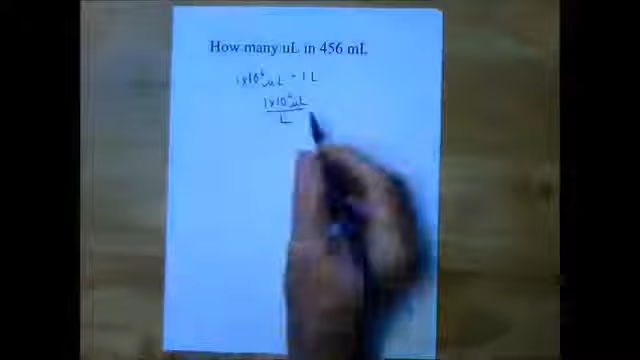 How many uL in 456 mL
1x10⁶ uL = 1 L
1x10⁶ uL
L